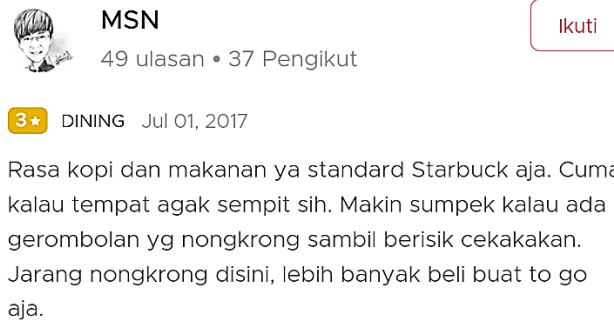 MSN
Ikuti
49 ulasan • 37 Pengikut
3★ DINING Jul 01, 2017
Rasa kopi dan makanan ya standard Starbuck aja. Cuma
kalau tempat agak sempit sih. Makin sumpek kalau ada
gerombolan yg nongkrong sambil berisik cekakakan.
Jarang nongkrong disini, lebih banyak beli buat to go
aja.